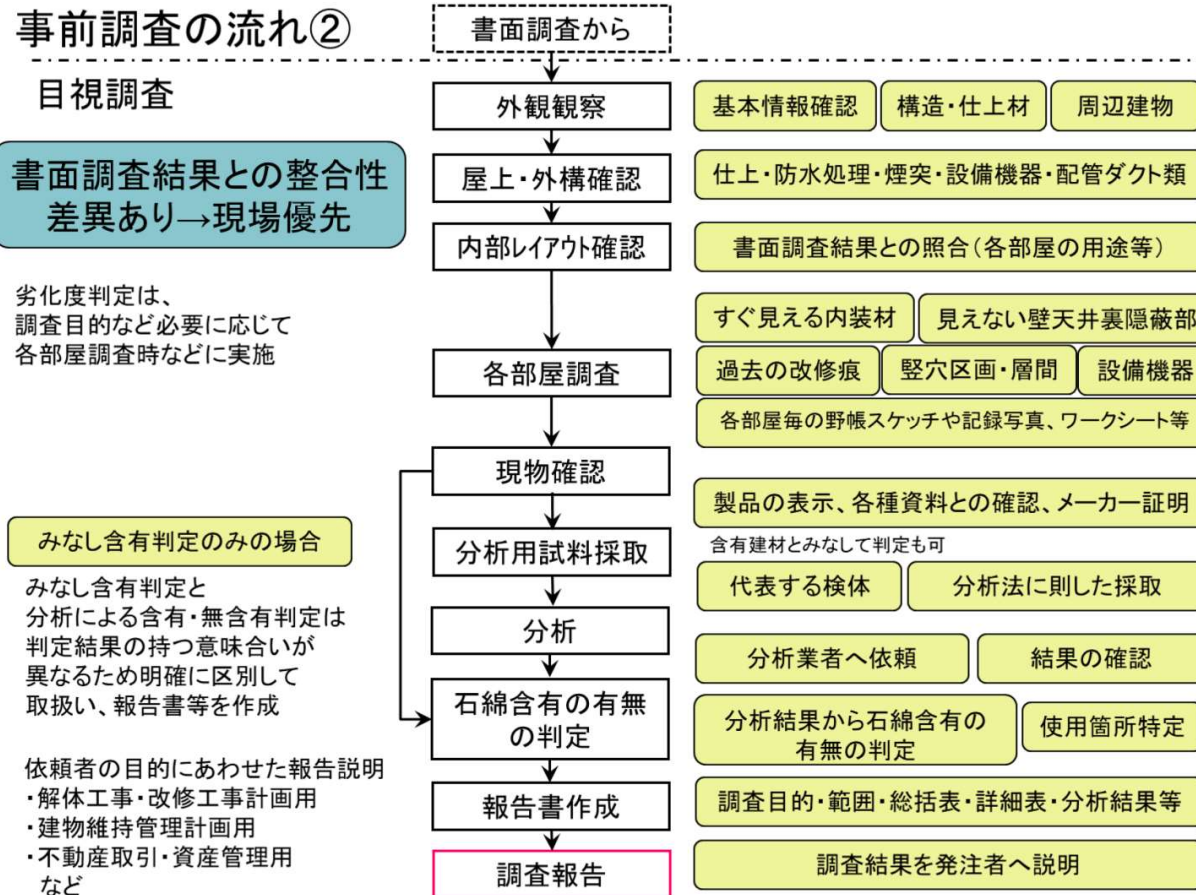 事前調査の流れ②
書面調査から
目視調査
外観観察
基本情報確認
構造・仕上材
周辺建物
書面調査結果との整合性
差異あり→現場優先
屋上・外構確認
仕上・防水処理・煙突・設備機器・配管ダクト類
内部レイアウト確認
書面調査結果との照合(各部屋の用途等)
劣化度判定は、
調査目的など必要に応じて
各部屋調査時などに実施
すぐ見える内装材
見えない壁天井裏隠蔽部
各部屋調査
過去の改修痕
竪穴区画・層間
設備機器
各部屋毎の野帳スケッチや記録写真、ワークシート等
現物確認
製品の表示、各種資料との確認、メーカー証明
含有建材とみなして判定も可
みなし含有判定のみの場合
みなし含有判定と
分析による含有・無含有判定は
判定結果の持つ意味合いが
異なるため明確に区別して
取扱い、報告書等を作成
分析用試料採取
代表する検体
分析法に則した採取
分析
分析業者へ依頼
結果の確認
石綿含有の有無
の判定
分析結果から石綿含有の
有無の判定
使用箇所特定
依頼者の目的にあわせた報告説明
・解体工事・改修工事計画用
・建物維持管理計画用
・不動産取引・資産管理用
など
報告書作成
調査目的・範囲・総括表・詳細表・分析結果等
調査報告
調査結果を発注者へ説明